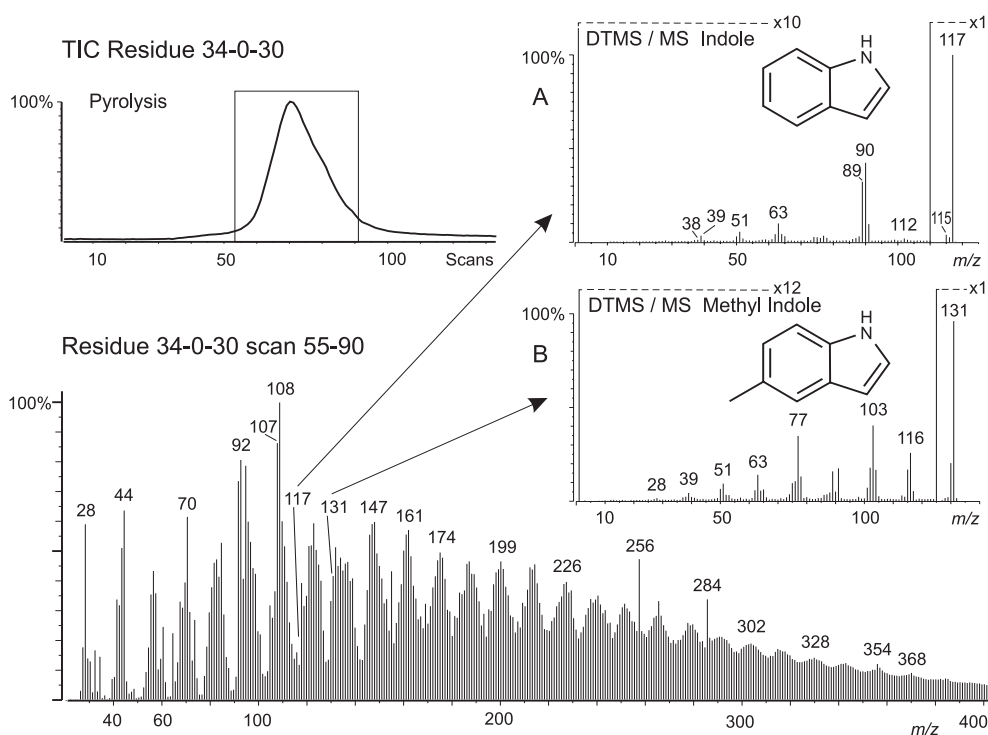 TIC Residue 34-0-30
100%
Pyrolysis
10
50
100
Scans
x10
x1
DTMS / MS Indole
117
100%
A
H
N
90
89
38
39
51
63
112
115
10
50
100
m/z
x12
x1
DTMS / MS Methyl Indole
131
100%
B
H
N
77
103
116
28
39
51
63
10
50
100
m/z
Residue 34-0-30 scan 55-90
100%
108
107
92
28
44
70
117
131
147
161
174
199
226
256
284
302
328
354
368
40
60
100
200
300
400
m/z